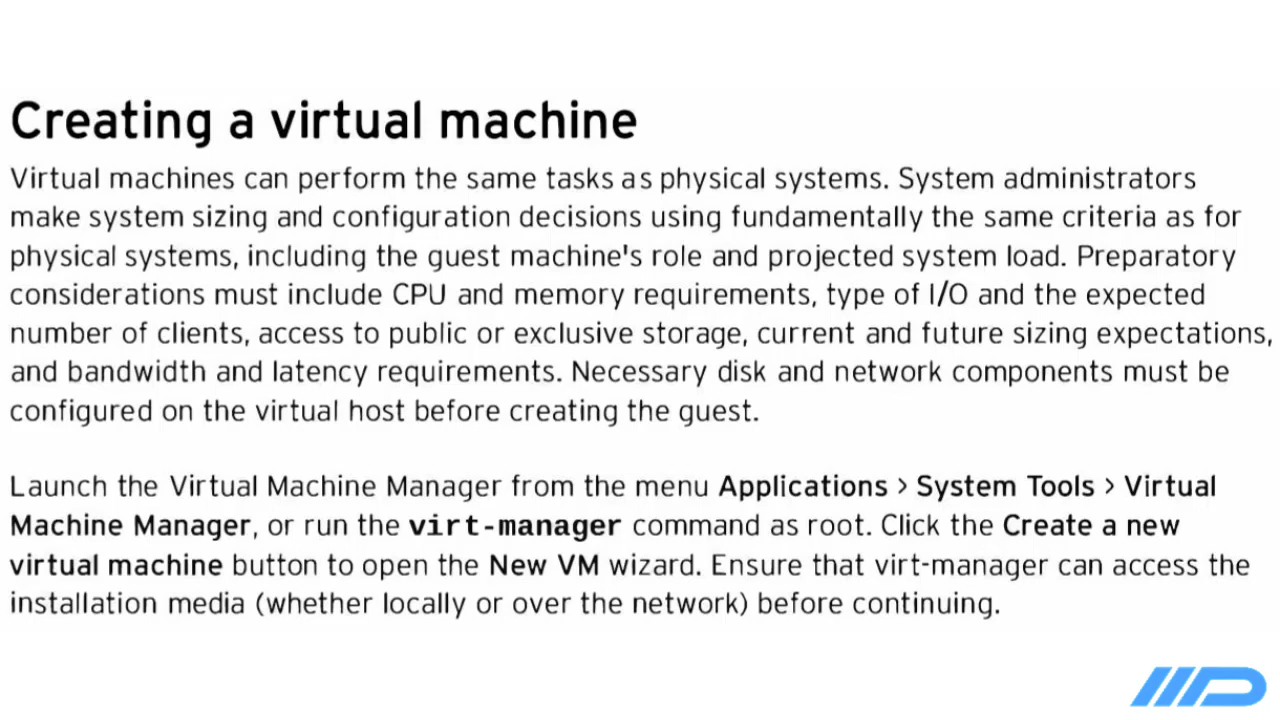 Creating a virtual machine
Virtual machines can perform the same tasks as physical systems. System administrators
make system sizing and configuration decisions using fundamentally the same criteria as for
physical systems, including the guest machine's role and projected system load. Preparatory
considerations must include CPU and memory requirements, type of I/O and the expected
number of clients, access to public or exclusive storage, current and future sizing expectations,
and bandwidth and latency requirements. Necessary disk and network components must be
configured on the virtual host before creating the guest.
Launch the Virtual Machine Manager from the menu Applications > System Tools > Virtual
Machine Manager, or run the virt-manager command as root. Click the Create a new
virtual machine button to open the New VM wizard. Ensure that virt-manager can access the
installation media (whether locally or over the network) before continuing.